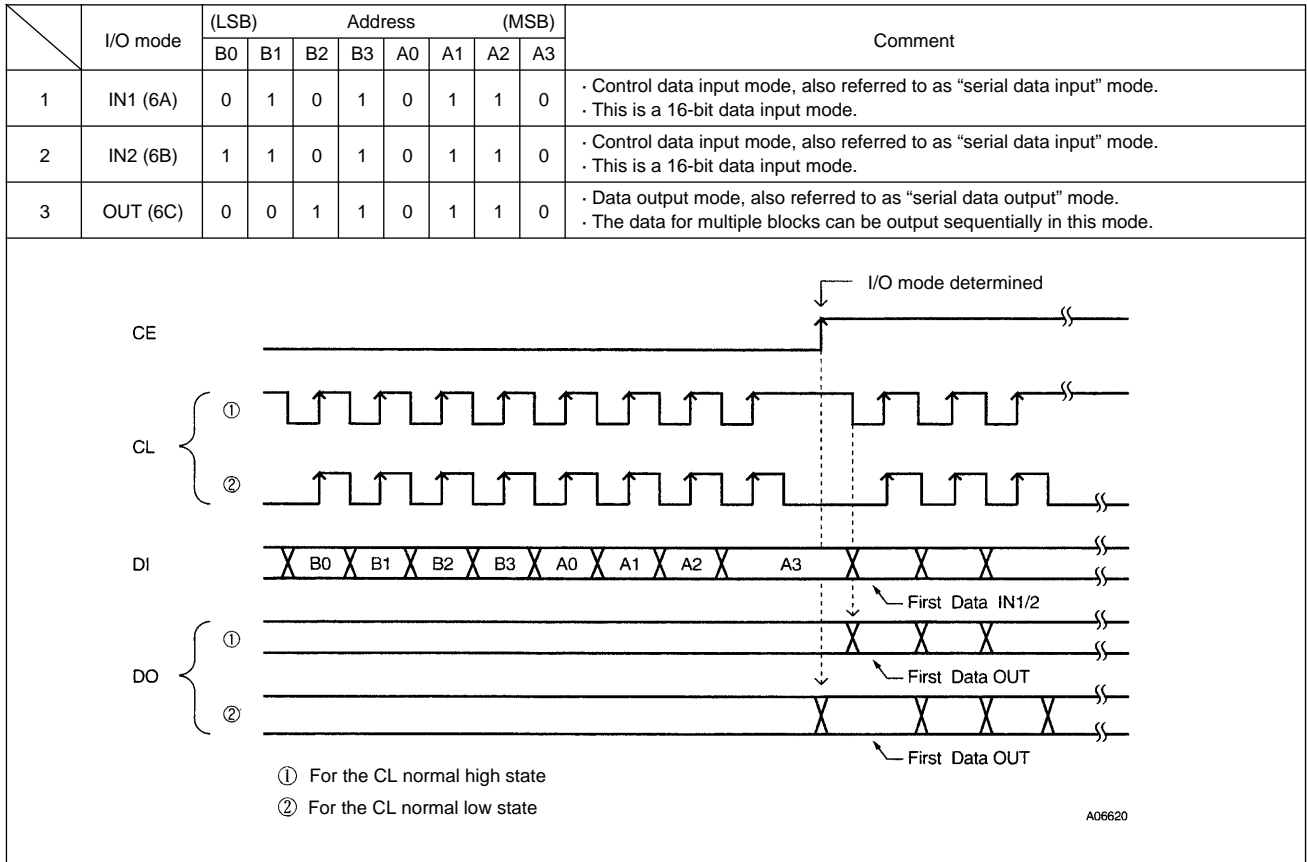 I/O mode (LSB) Address (MSB) Comment
B0 B1 B2 B3 A0 A1 A2 A3
1 IN1 (6A) 0 1 0 1 0 1 1 0 · Control data input mode, also referred to as “serial data input” mode.
· This is a 16-bit data input mode.
2 IN2 (6B) 1 1 0 1 0 1 1 0 · Control data input mode, also referred to as “serial data input” mode.
· This is a 16-bit data input mode.
3 OUT (6C) 0 0 1 1 0 1 1 0 · Data output mode, also referred to as “serial data output” mode.
· The data for multiple blocks can be output sequentially in this mode.
I/O mode determined
CE
①
CL
②
DI B0 B1 B2 B3 A0 A1 A2 A3
First Data IN1/2
①
DO
First Data OUT
②
First Data OUT
① For the CL normal high state
② For the CL normal low state
A06620